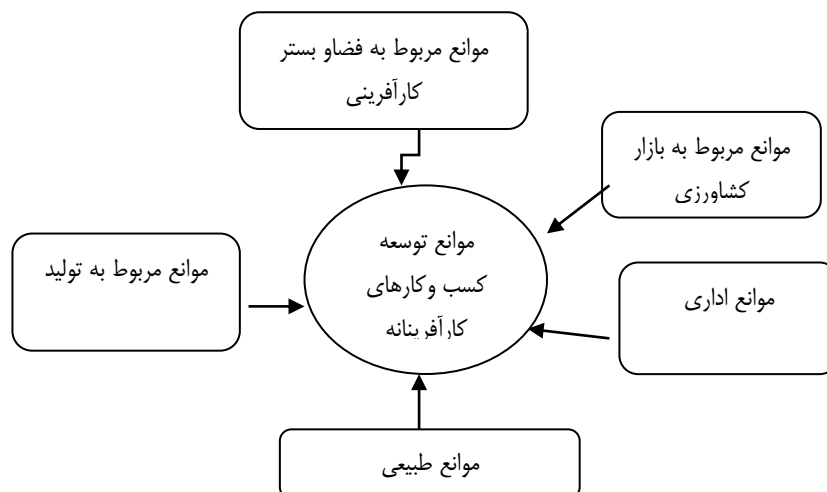 موانع مربوط به فضاو بستر
کارآفرینی
موانع مربوط به بازار
کشاورزی
موانع توسعه
کسب وکارهای
کارآفرینانه
موانع مربوط به تولید
موانع اداری
موانع طبیعی